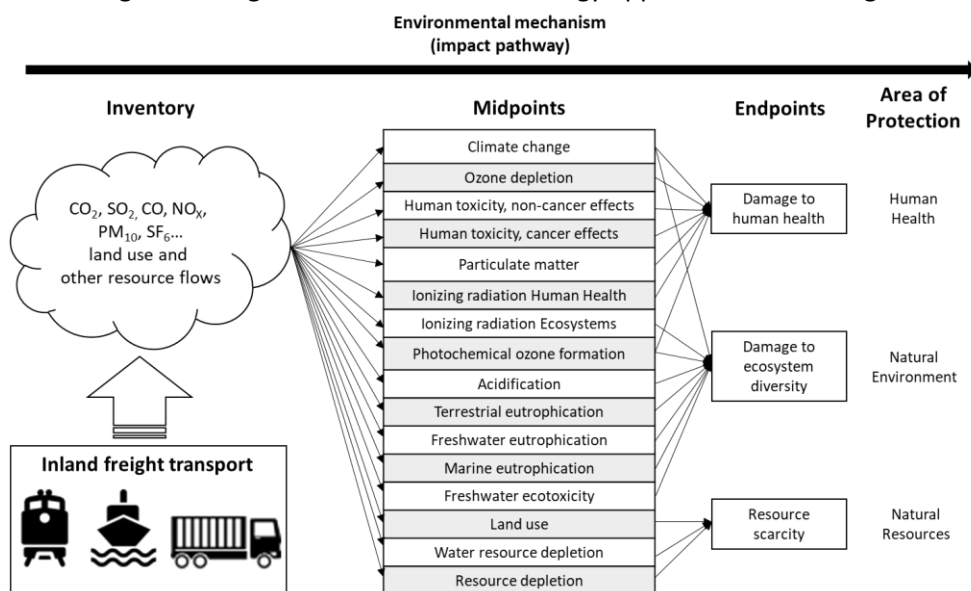 Environmental mechanism
(impact pathway)
Inventory
Midpoints
Endpoints
Area of
Protection
CO₂, SO₂, CO, NOₓ,
PM₁₀, SF₆...
land use and
other resource flows
Inland freight transport
Climate change
Ozone depletion
Human toxicity, non-cancer effects
Human toxicity, cancer effects
Particulate matter
Ionizing radiation Human Health
Ionizing radiation Ecosystems
Photochemical ozone formation
Acidification
Terrestrial eutrophication
Freshwater eutrophication
Marine eutrophication
Freshwater ecotoxicity
Land use
Water resource depletion
Resource depletion
Damage to
human health
Damage to
ecosystem
diversity
Resource
scarcity
Human
Health
Natural
Environment
Natural
Resources